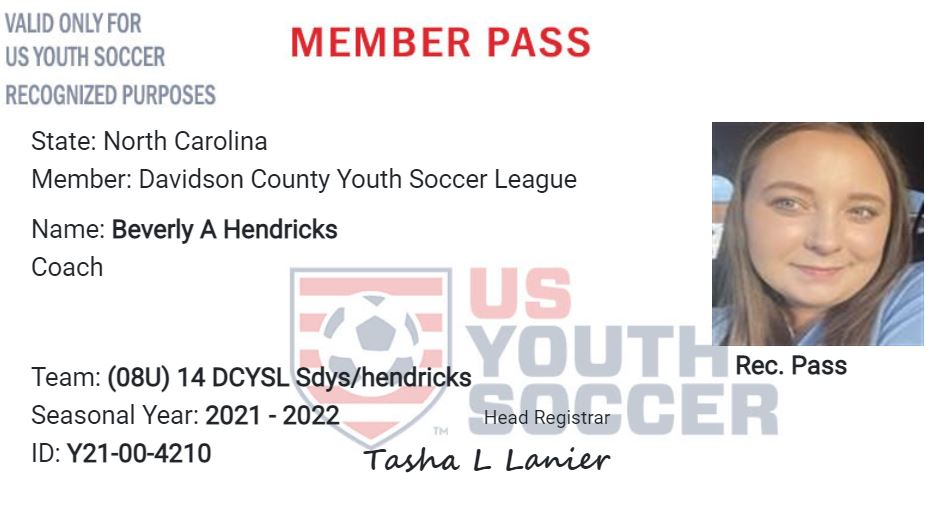 VALID ONLY FOR
US YOUTH SOCCER
RECOGNIZED PURPOSES
MEMBER PASS
State: North Carolina
Member: Davidson County Youth Soccer League
Name: Beverly A Hendricks
Coach
US
YOUTH
SOCCER
TM
Rec. Pass
Team: (08U) 14 DCYSL Sdys/hendricks
Seasonal Year: 2021 - 2022
Head Registrar
ID: Y21-00-4210
Tasha L Lanier